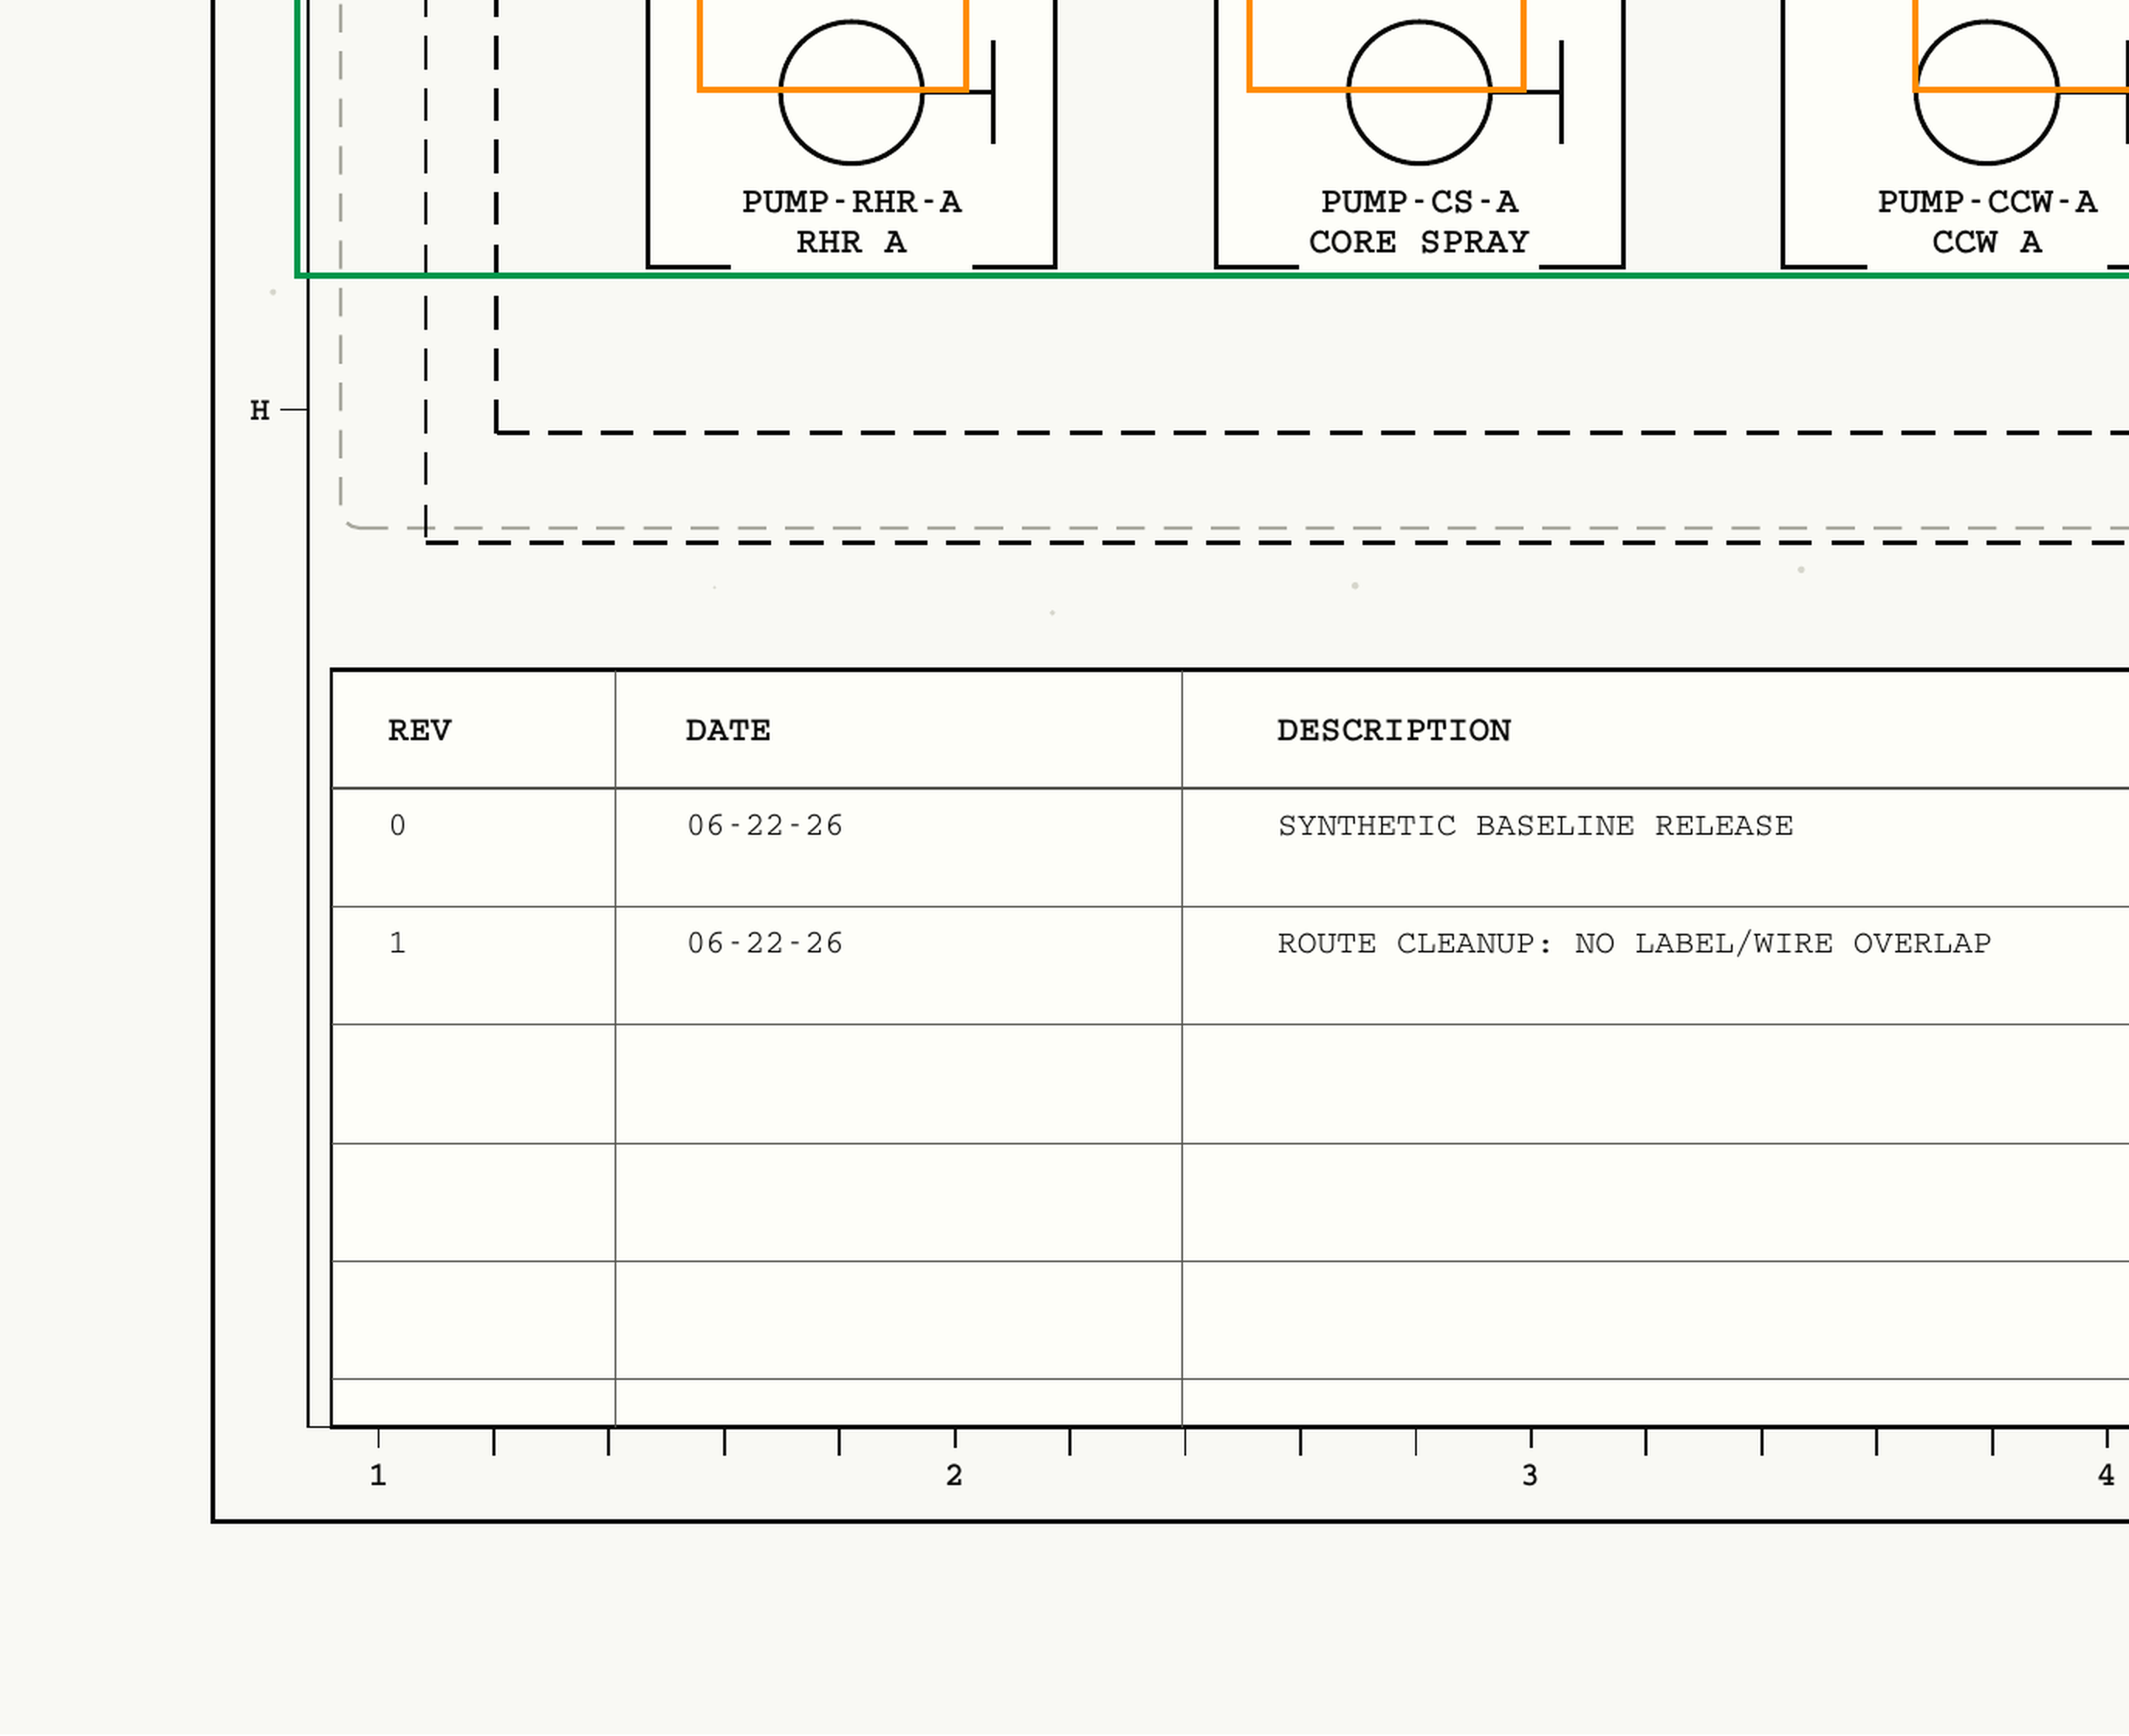 PUMP-RHR-A
RHR A
PUMP-CS-A
CORE SPRAY
PUMP-CCW-A
CCW A
H
REV DATE DESCRIPTION
0 06-22-26 SYNTHETIC BASELINE RELEASE
1 06-22-26 ROUTE CLEANUP: NO LABEL/WIRE OVERLAP
1 2 3 4